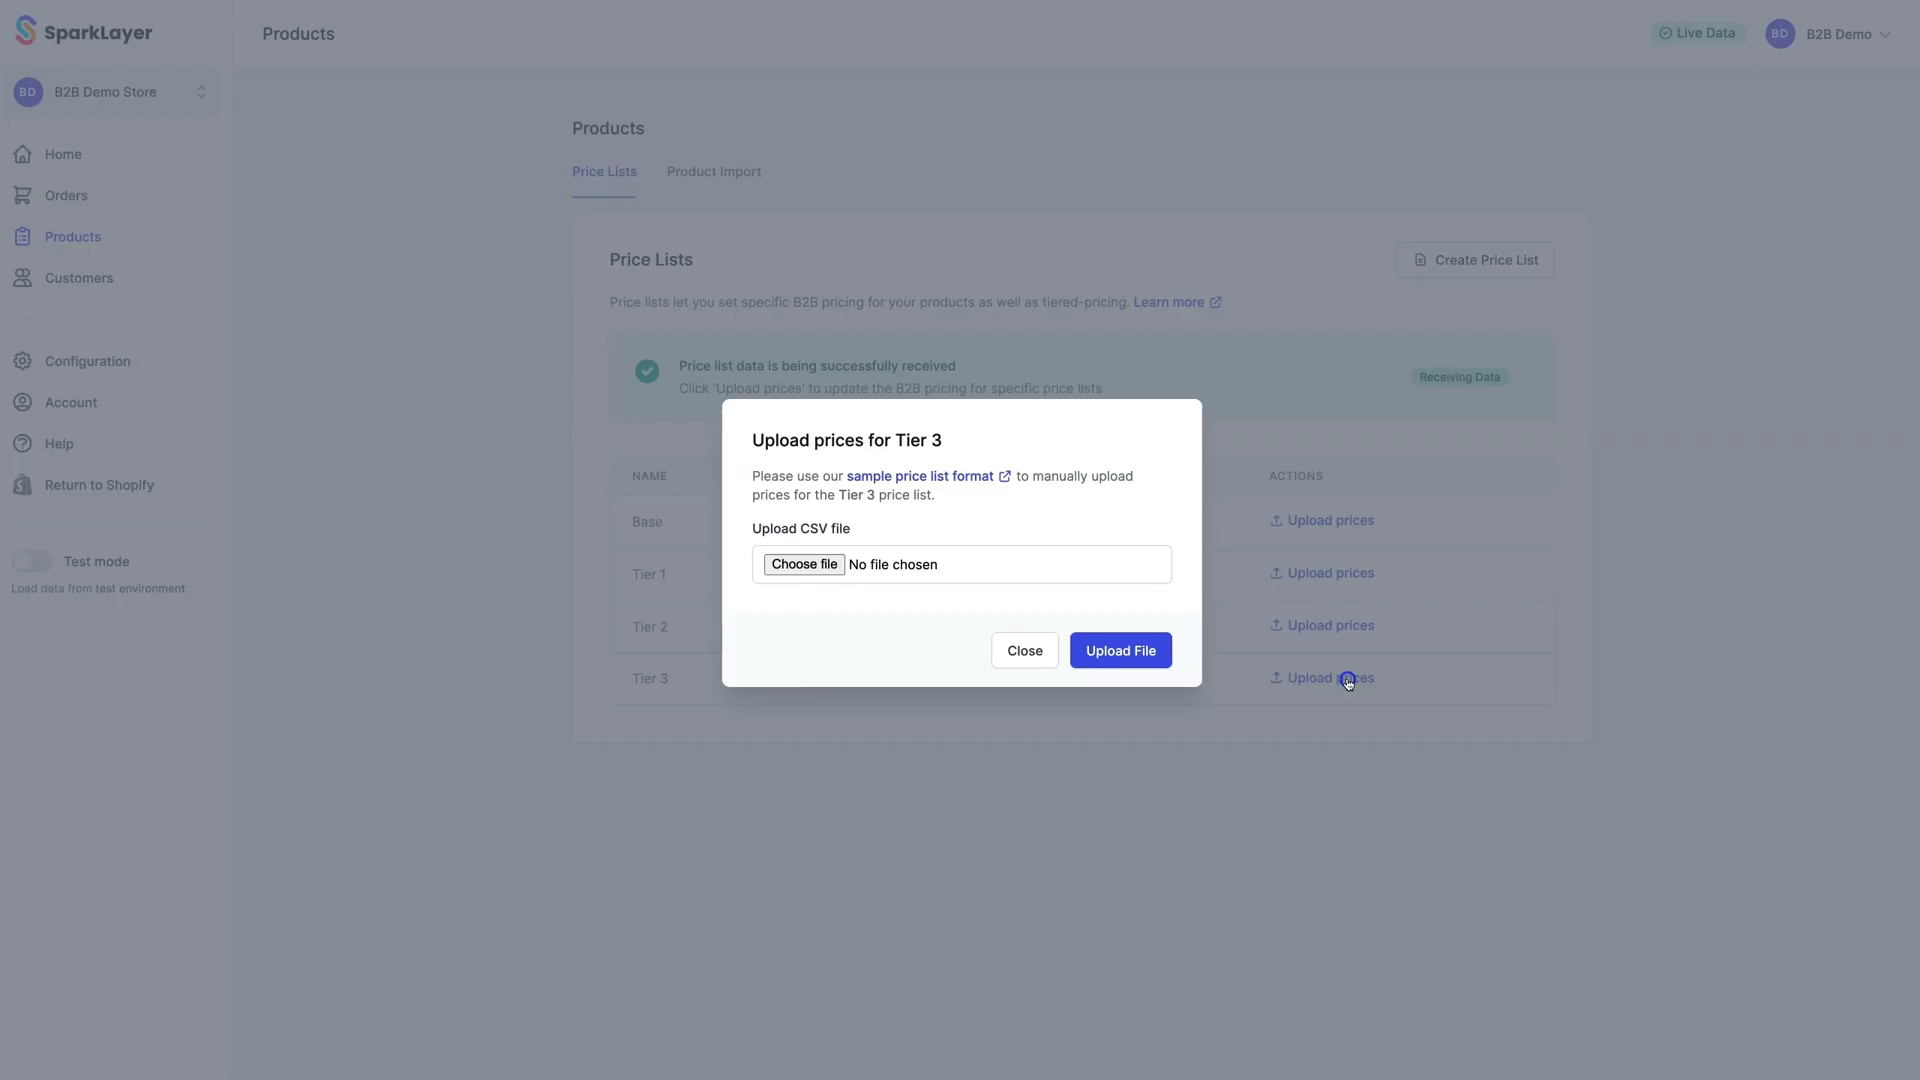 SparkLayer
Products
Live Data
BD
B2B Demo
BD
B2B Demo Store
Home
Orders
Products
Customers
Configuration
Account
Help
Return to Shopify
Test mode
Load data from test environment
Products
Price Lists
Product Import
Price Lists
Create Price List
Price lists let you set specific B2B pricing for your products as well as tiered-pricing. Learn more
Price list data is being successfully received
Click 'Upload prices' to update the B2B pricing for specific price lists
Receiving Data
NAME
ACTIONS
Base
Upload prices
Tier 1
Upload prices
Tier 2
Upload prices
Tier 3
Upload prices
Upload prices for Tier 3
Please use our sample price list format to manually upload
prices for the Tier 3 price list.
Upload CSV file
Choose file No file chosen
Close
Upload File